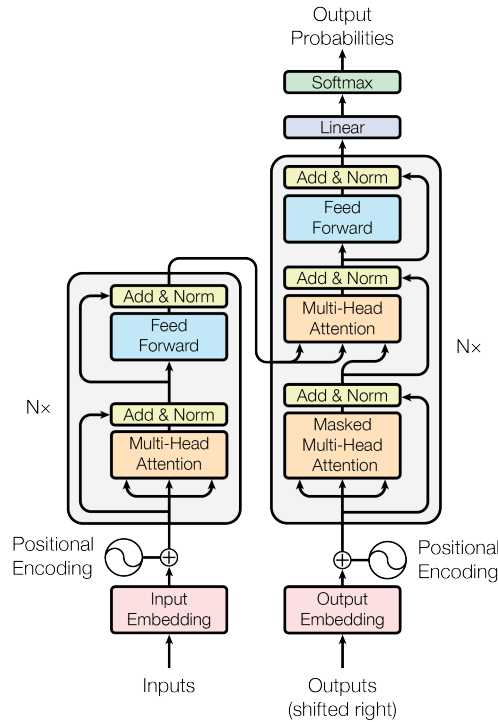 Output
Probabilities
Softmax
Linear
Add & Norm
Feed
Forward
Add & Norm
Multi-Head
Attention
Add & Norm
Masked
Multi-Head
Attention
N×
Add & Norm
Feed
Forward
N×
Add & Norm
Multi-Head
Attention
Positional
Encoding
Positional
Encoding
Input
Embedding
Output
Embedding
Inputs
Outputs
(shifted right)